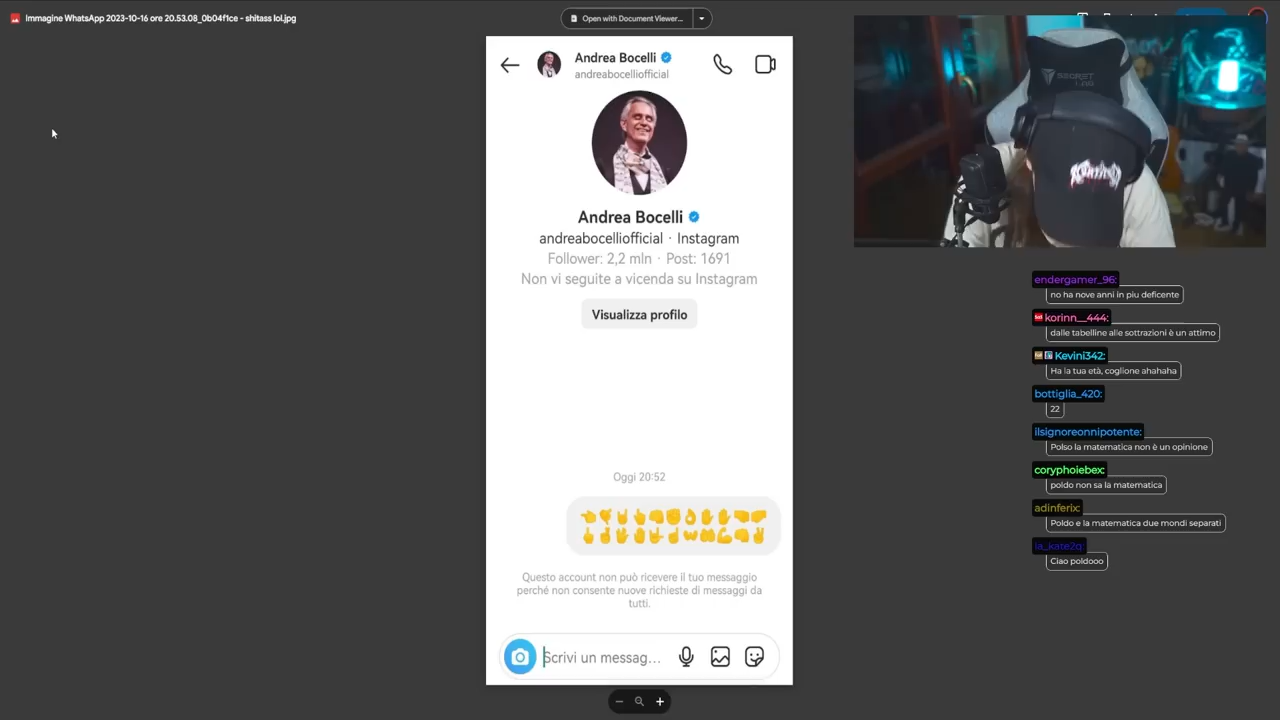 Immagine WhatsApp 2023-10-16 ore 20.53.08_0b04f1ce - shitass lol.jpg
Open with Document Viewer...
Andrea Bocelli
andreabocelliofficial
Andrea Bocelli
andreabocelliofficial · Instagram
Follower: 2,2 mln · Post: 1691
Non vi seguite a vicenda su Instagram
Visualizza profilo
Oggi 20:52
Questo account non può ricevere il tuo messaggio
perché non consente nuove richieste di messaggi da
tutti.
Scrivi un messag...
SECRET
endergamer_96:
no ha nove anni in piu deficente
korinn__444:
dalle tabelline alle sottrazioni è un attimo
Kevini342:
Ha la tua età, coglione ahahaha
bottiglia_420:
22
ilsignoreonnipotente:
Polso la matematica non è un opinione
coryphoiebex:
poldo non sa la matematica
adinferix:
Poldo e la matematica due mondi separati
la_kate2q:
Ciao poldooo